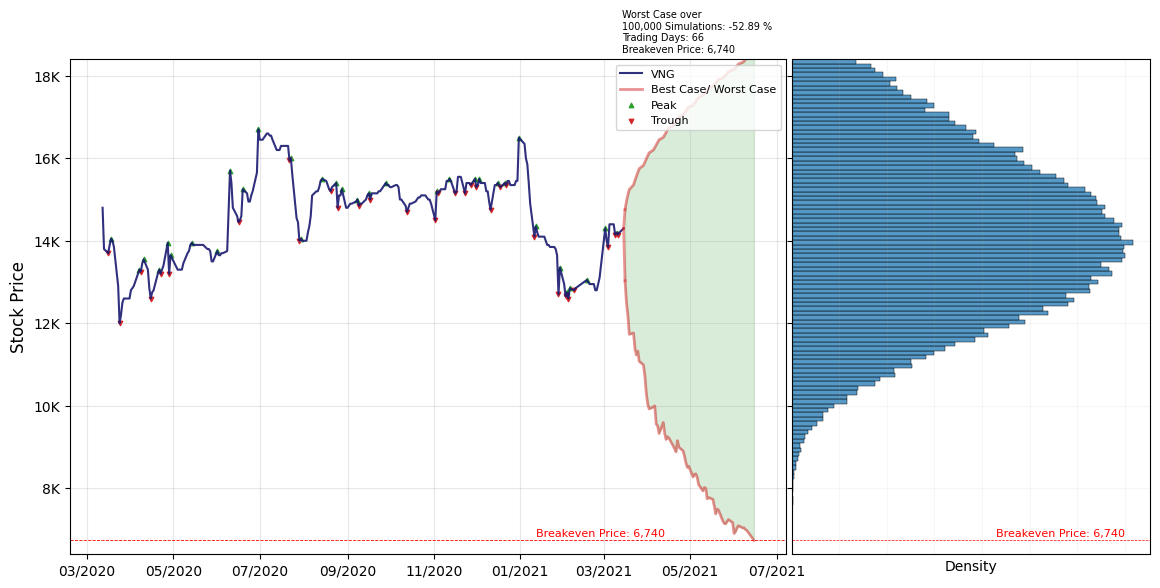 Worst Case over
100,000 Simulations: -52.89 %
Trading Days: 66
Breakeven Price: 6,740
VNG
Best Case/ Worst Case
Peak
Trough
18K
16K
14K
12K
10K
8K
Stock Price
Breakeven Price: 6,740
Breakeven Price: 6,740
03/2020 05/2020 07/2020 09/2020 11/2020 01/2021 03/2021 05/2021 07/2021
Density